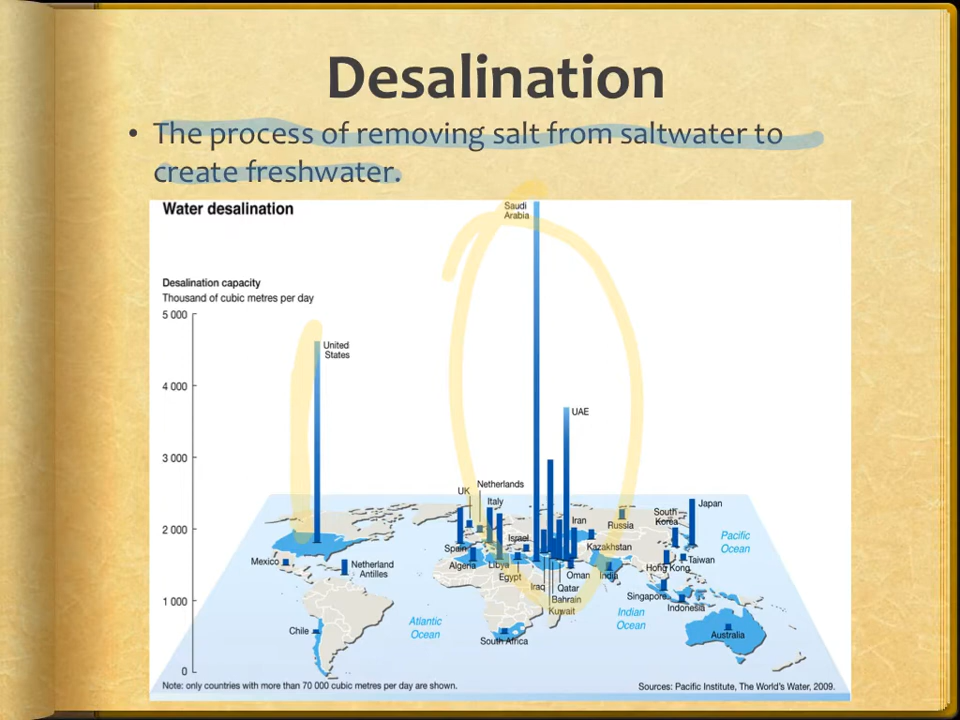 Desalination
• The process of removing salt from saltwater to
create freshwater.
Water desalination
Saudi
Arabia
Desalination capacity
Thousand of cubic metres per day
5 000
4 000
3 000
2 000
1 000
0
United
States
UAE
UK
Netherlands
Italy
Spain
Israel
Iran
Russia
South
Korea
Japan
Pacific
Ocean
Mexico
Netherland
Antilles
Algeria
Libya
Egypt
Iraq
Kuwait
Bahrain
Qatar
Oman
Kazakhstan
India
Hong Kong
Taiwan
Singapore
Indonesia
Chile
Atlantic
Ocean
South Africa
Indian
Ocean
Australia
Note: only countries with more than 70 000 cubic metres per day are shown.
Sources: Pacific Institute, The World's Water, 2009.